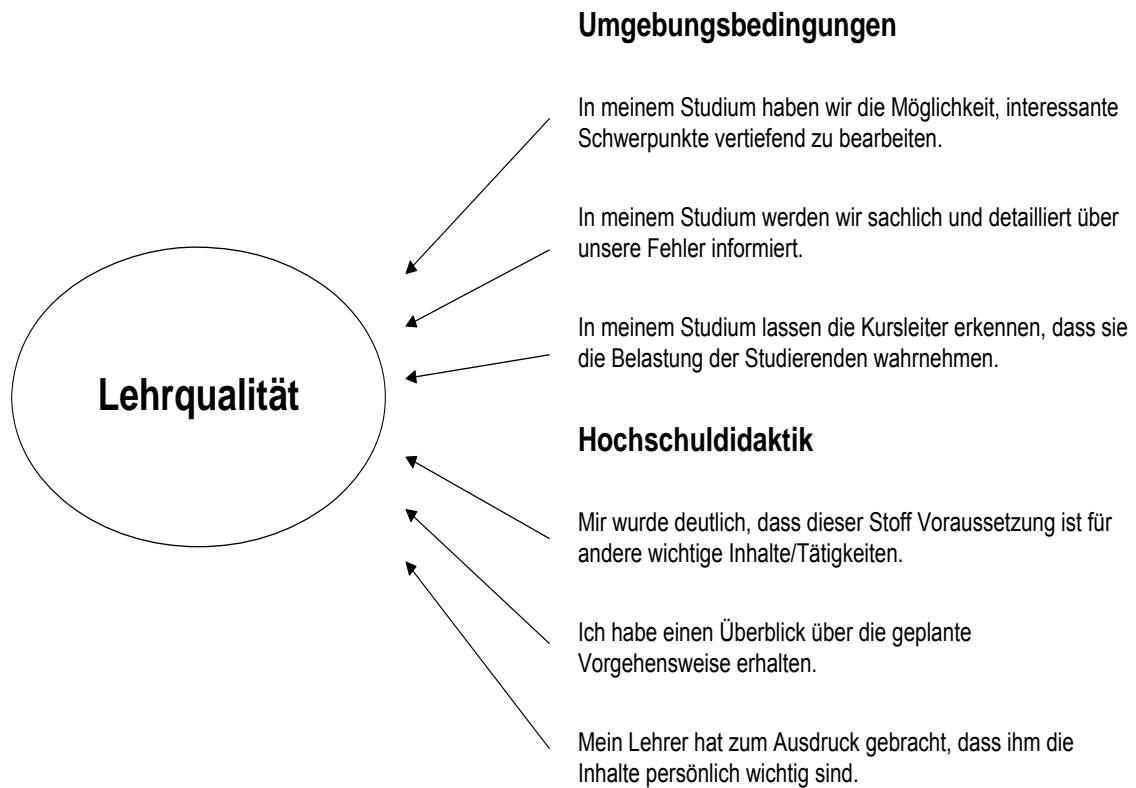 Umgebungsbedingungen
In meinem Studium haben wir die Möglichkeit, interessante
Schwerpunkte vertiefend zu bearbeiten.
In meinem Studium werden wir sachlich und detailliert über
unsere Fehler informiert.
In meinem Studium lassen die Kursleiter erkennen, dass sie
die Belastung der Studierenden wahrnehmen.
Lehrqualität
Hochschuldidaktik
Mir wurde deutlich, dass dieser Stoff Voraussetzung ist für
andere wichtige Inhalte/Tätigkeiten.
Ich habe einen Überblick über die geplante
Vorgehensweise erhalten.
Mein Lehrer hat zum Ausdruck gebracht, dass ihm die
Inhalte persönlich wichtig sind.